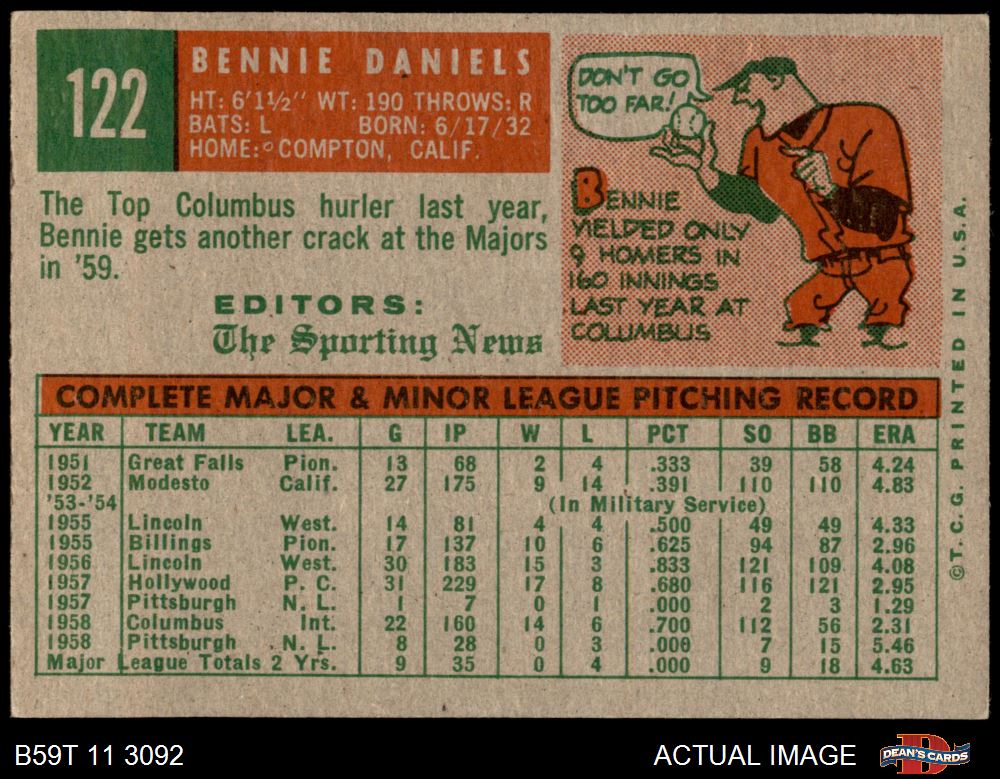 122
BENNIE DANIELS
HT: 6'1½" WT: 190 THROWS: R
BATS: L BORN: 6/17/32
HOME: COMPTON, CALIF.
The Top Columbus hurler last year,
Bennie gets another crack at the Majors
in '59.
EDITORS:
The Sporting News
DON'T GO
TOO FAR!
BENNIE
YIELDED ONLY
9 HOMERS IN
160 INNINGS
LAST YEAR AT
COLUMBUS
COMPLETE MAJOR & MINOR LEAGUE PITCHING RECORD
YEAR TEAM LEA. G IP W L PCT SO BB ERA
1951 Great Falls Pion. 13 68 2 4 .333 39 58 4.24
1952 Modesto Calif. 27 175 9 14 .391 110 110 4.83
'53-'54 (In Military Service)
1955 Lincoln West. 14 81 4 4 .500 49 49 4.33
1955 Billings Pion. 17 137 10 6 .625 94 87 2.96
1956 Lincoln West. 30 183 15 3 .833 121 109 4.08
1957 Hollywood P. C. 31 229 17 8 .680 116 121 2.95
1957 Pittsburgh N. L. 1 7 0 1 .000 2 3 1.29
1958 Columbus Int. 22 160 14 6 .700 112 56 2.31
1958 Pittsburgh N. L. 8 28 0 3 .000 7 15 5.46
Major League Totals 2 Yrs. 9 35 0 4 .000 9 18 4.63
©T.C.G. PRINTED IN U.S.A.
B59T 11 3092
ACTUAL IMAGE
DEAN'S CARDS